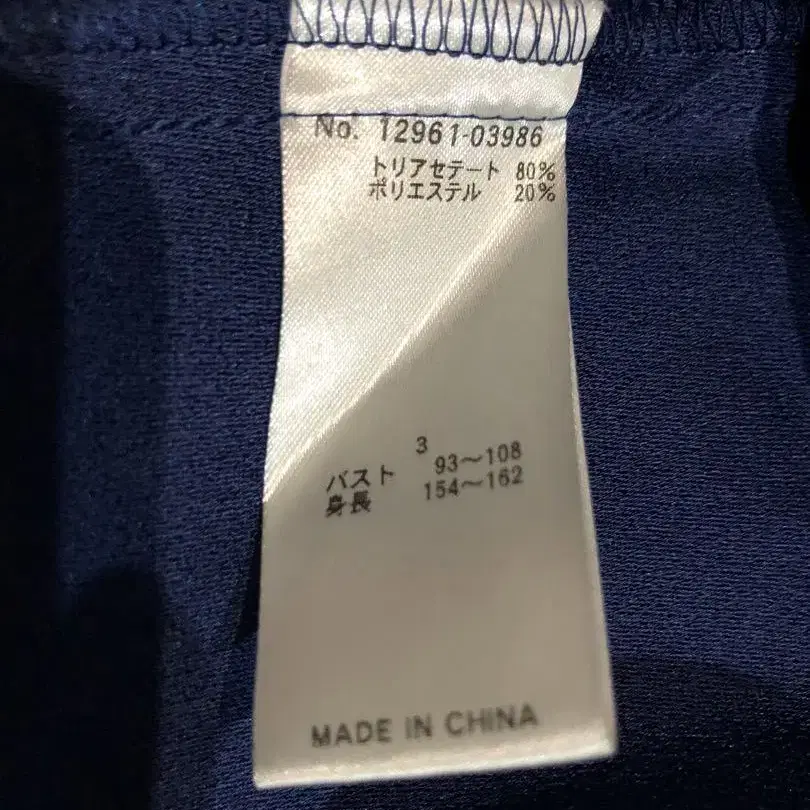 No. 12961-03986
トリアセテート 80%
ポリエステル 20%
3
バスト 93～108
身長 154～162
MADE IN CHINA